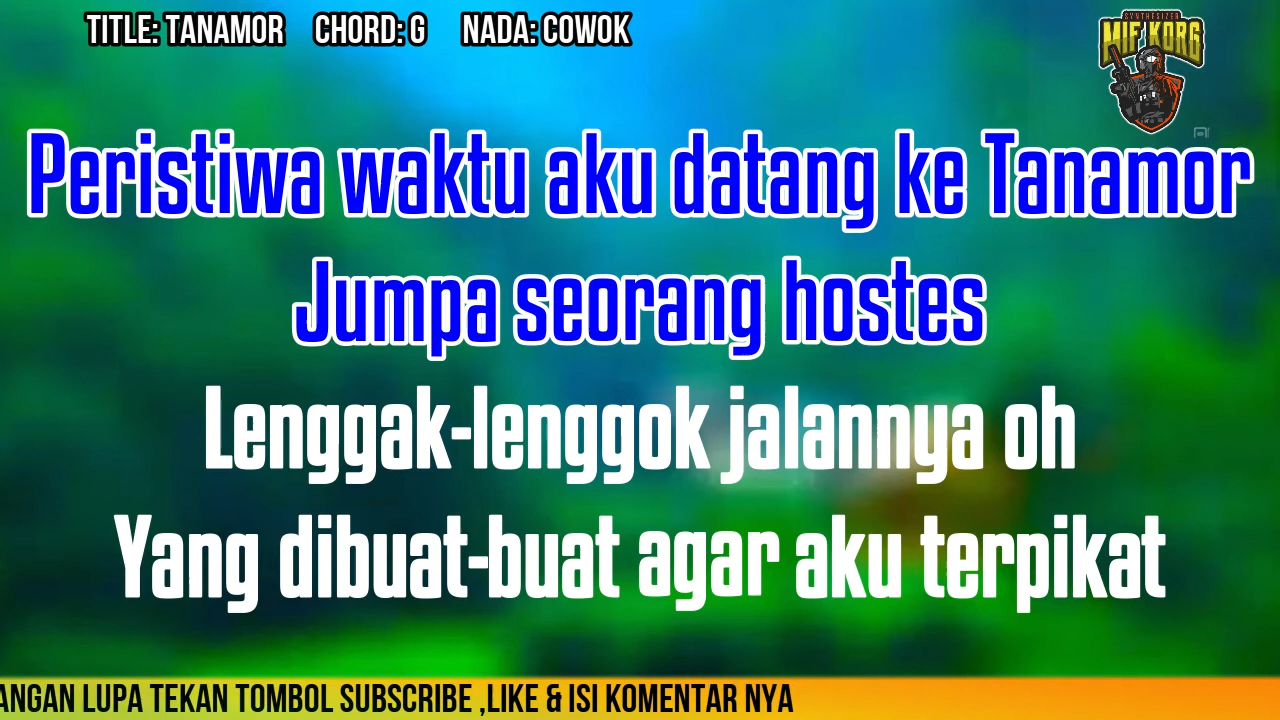 TITLE: TANAMOR CHORD: G NADA: COWOK
SYNTHESIZER
MIF KORG
Peristiwa waktu aku datang ke Tanamor
Jumpa seorang hostes
Lenggak-lenggok jalannya oh
Yang dibuat-buat agar aku terpikat
ANGAN LUPA TEKAN TOMBOL SUBSCRIBE ,LIKE & ISI KOMENTAR NYA